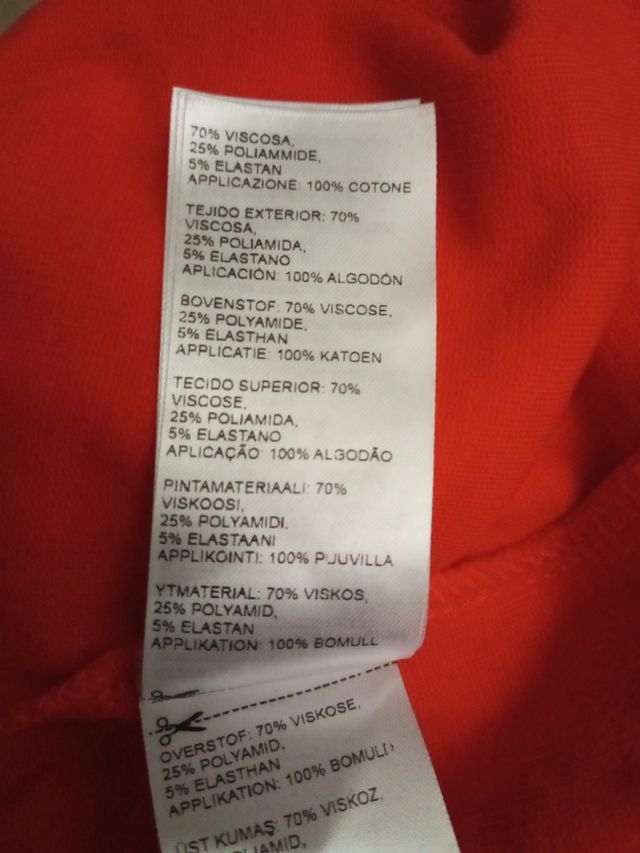 70% VISCOSA,
25% POLIAMMIDE,
5% ELASTAN
APPLICAZIONE: 100% COTONE
TEJIDO EXTERIOR: 70%
VISCOSA,
25% POLIAMIDA,
5% ELASTANO
APLICACIÓN: 100% ALGODÓN
BOVENSTOF: 70% VISCOSE,
25% POLYAMIDE,
5% ELASTHAN
APPLICATIE: 100% KATOEN
TECIDO SUPERIOR: 70%
VISCOSE,
25% POLIAMIDA,
5% ELASTANO
APLICAÇÃO: 100% ALGODÃO
PINTAMATERIAALI: 70%
VISKOOSI,
25% POLYAMIDI,
5% ELASTAANI
APPLIKOINTI: 100% PUUVILLA
YTMATERIAL: 70% VISKOS,
25% POLYAMID,
5% ELASTAN
APPLIKATION: 100% BOMULL
OVERSTOF: 70% VISKOSE,
25% POLYAMID,
5% ELASTHAN
APPLIKATION: 100% BOMULD
ÜST KUMAŞ: 70% VISKOZ,